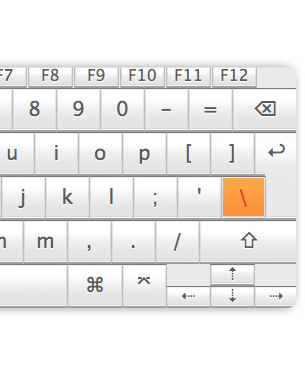 F7 F8 F9 F10 F11 F12
8 9 0 - = ⌫
u i o p [ ] ↩
j k l ; ' \
m , . / ⇧
⌘ ⌤ ⇠ ⇡ ⇣ ⇢